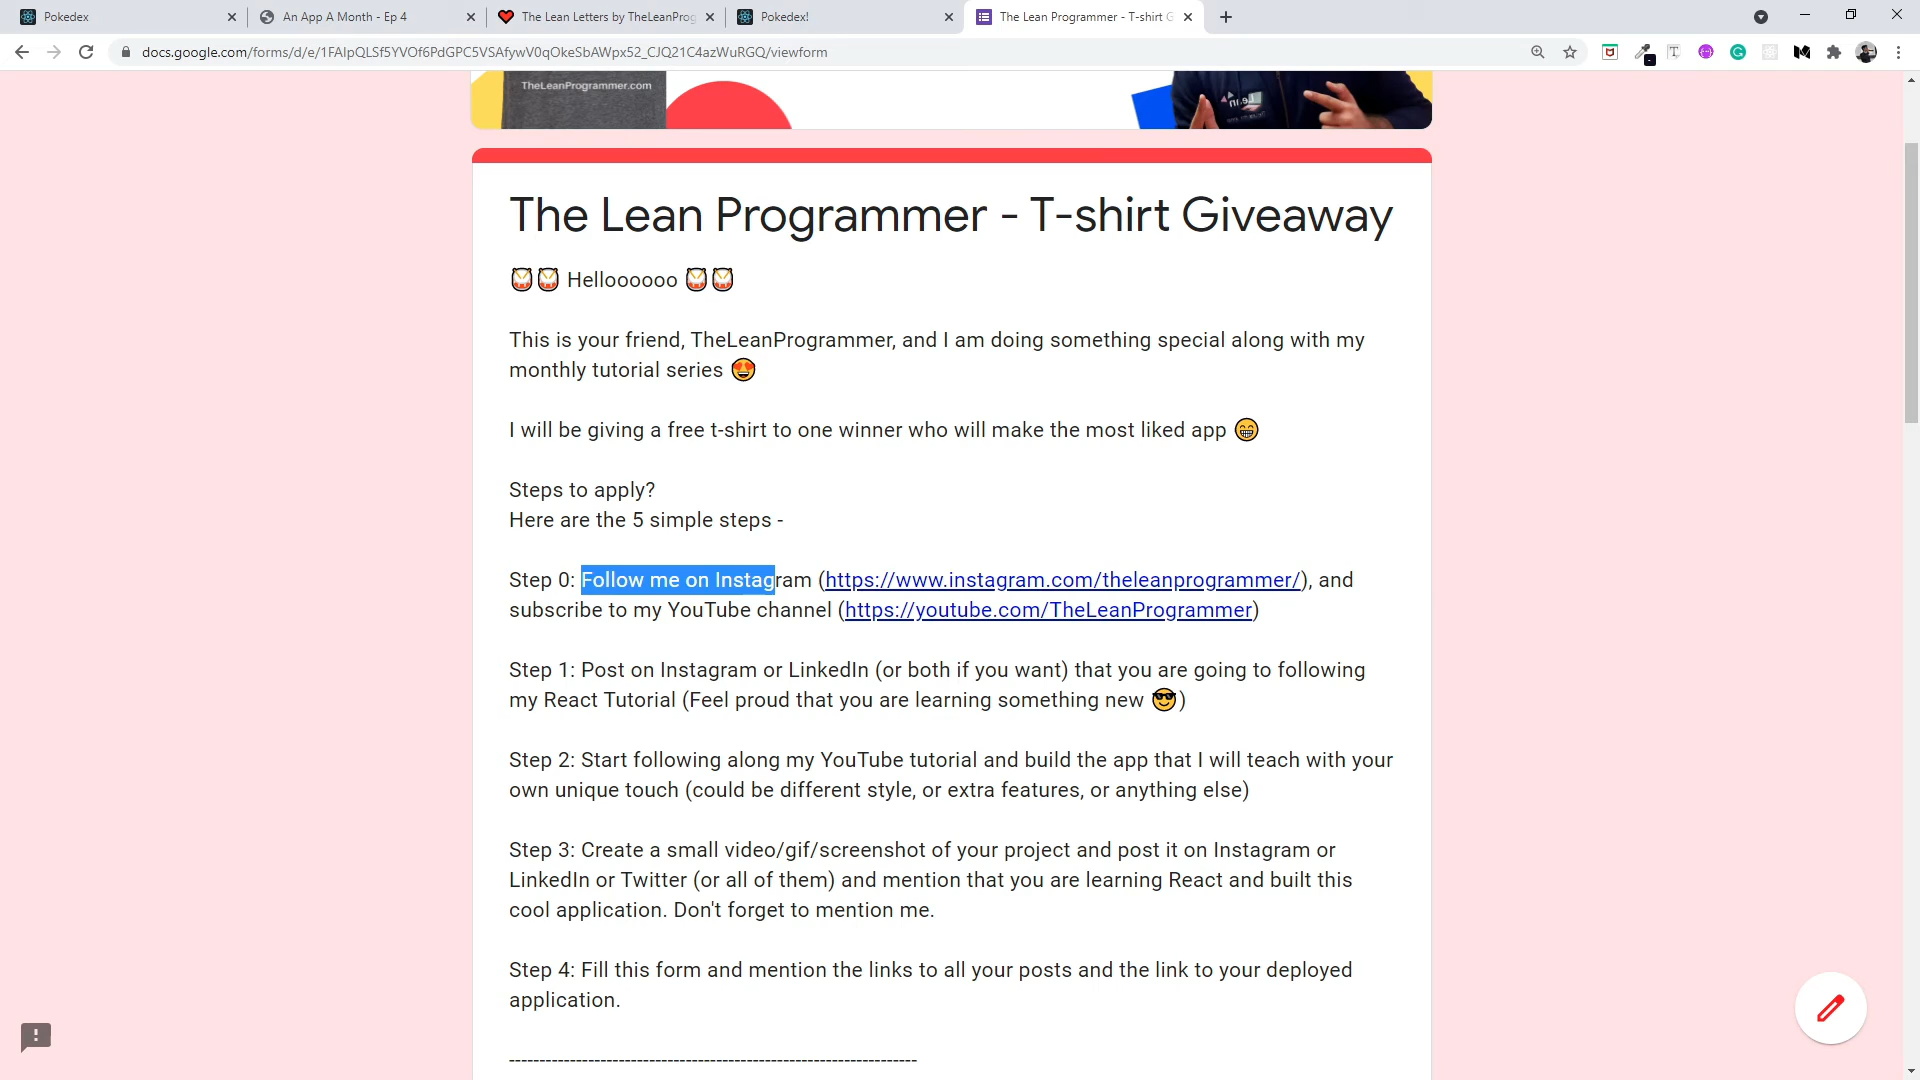 Pokedex
An App A Month - Ep 4
The Lean Letters by TheLeanProg
Pokedex!
The Lean Programmer - T-shirt G
docs.google.com/forms/d/e/1FAIpQLSf5YVOf6PdGPC5VSAfywV0qOkeSbAWpx52_CJQ21C4azWuRGQ/viewform
TheLeanProgrammer.com
The Lean Programmer - T-shirt Giveaway
Helloooooo
This is your friend, TheLeanProgrammer, and I am doing something special along with my
monthly tutorial series 😍
I will be giving a free t-shirt to one winner who will make the most liked app 😁
Steps to apply?
Here are the 5 simple steps -
Step 0: Follow me on Instagram (https://www.instagram.com/theleanprogrammer/), and
subscribe to my YouTube channel (https://youtube.com/TheLeanProgrammer)
Step 1: Post on Instagram or LinkedIn (or both if you want) that you are going to following
my React Tutorial (Feel proud that you are learning something new 😎)
Step 2: Start following along my YouTube tutorial and build the app that I will teach with your
own unique touch (could be different style, or extra features, or anything else)
Step 3: Create a small video/gif/screenshot of your project and post it on Instagram or
LinkedIn or Twitter (or all of them) and mention that you are learning React and built this
cool application. Don't forget to mention me.
Step 4: Fill this form and mention the links to all your posts and the link to your deployed
application.
--------------------------------------------------------------------